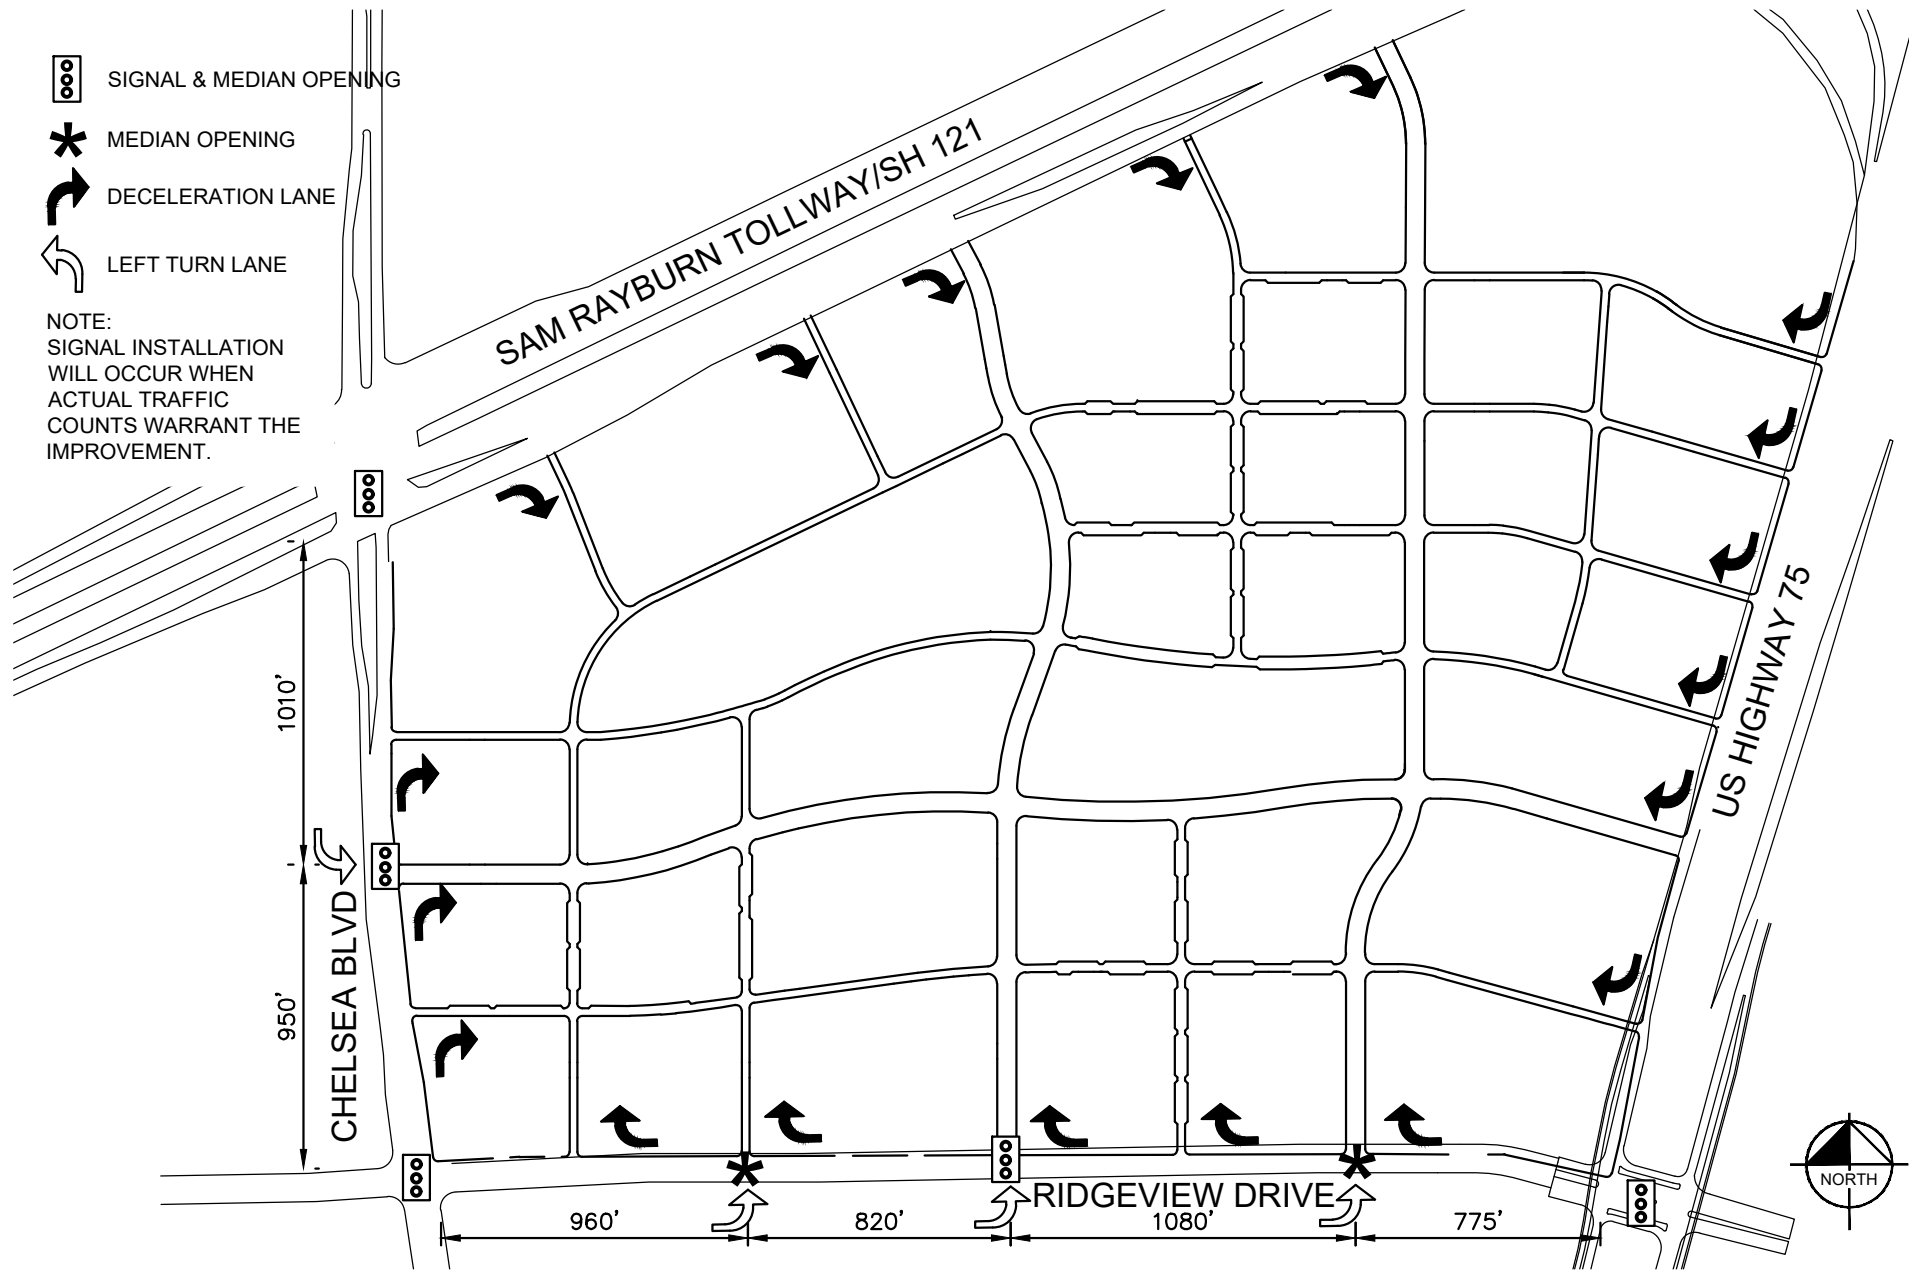 SIGNAL & MEDIAN OPENING
MEDIAN OPENING
DECELERATION LANE
LEFT TURN LANE
NOTE:
SIGNAL INSTALLATION
WILL OCCUR WHEN
ACTUAL TRAFFIC
COUNTS WARRANT THE
IMPROVEMENT.
SAM RAYBURN TOLLWAY/SH 121
US HIGHWAY 75
1010'
CHELSEA BLVD
950'
RIDGEVIEW DRIVE
960'
820'
1080'
775'
NORTH